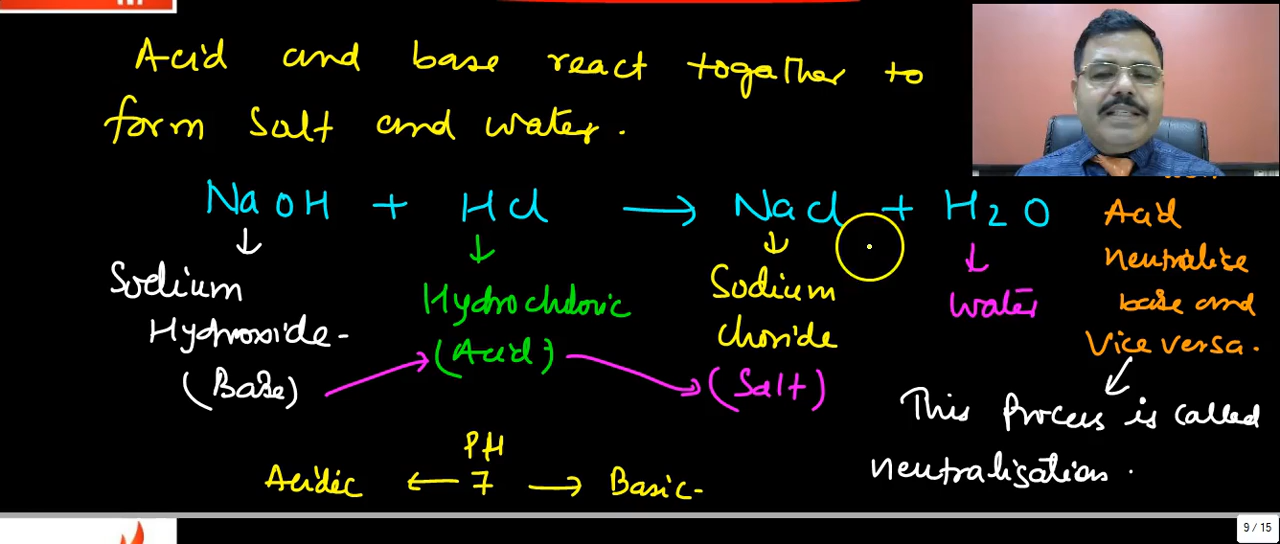 Acid and base react together to
form Salt and water.
NaOH + HCl → NaCl + H2O
Sodium
Hydroxide-
(Base)
Hydrochloric
(Acid)
Sodium
choride
(Salt)
water
Acid
neutralise
base and
Vice versa.
This Process is called
neutralisation.
PH
Acidic ← 7 → Basic-
9 / 15